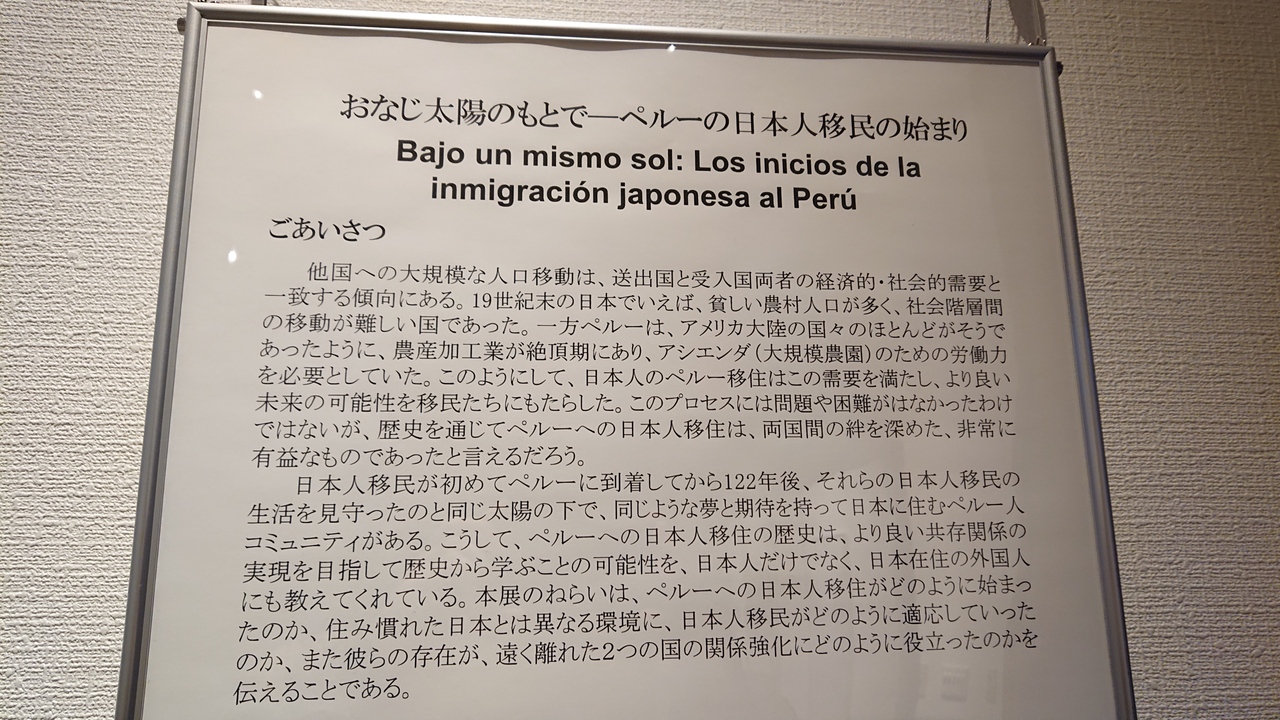 おなじ太陽のもとで―ペルーの日本人移民の始まり
Bajo un mismo sol: Los inicios de la
inmigración japonesa al Perú
ごあいさつ
他国への大規模な人口移動は、送出国と受入国両者の経済的・社会的需要と
一致する傾向にある。19世紀末の日本でいえば、貧しい農村人口が多く、社会階層間
の移動が難しい国であった。一方ペルーは、アメリカ大陸の国々のほとんどがそうで
あったように、農産加工業が絶頂期にあり、アシエンダ(大規模農園)のための労働力
を必要としていた。このようにして、日本人のペルー移住はこの需要を満たし、より良い
未来の可能性を移民たちにもたらした。このプロセスには問題や困難がはなかったわけ
ではないが、歴史を通じてペルーへの日本人移住は、両国間の絆を深めた、非常に
有益なものであったと言えるだろう。
日本人移民が初めてペルーに到着してから122年後、それらの日本人移民の
生活を見守ったのと同じ太陽の下で、同じような夢と期待を持って日本に住むペルー人
コミュニティがある。こうして、ペルーへの日本人移住の歴史は、より良い共存関係の
実現を目指して歴史から学ぶことの可能性を、日本人だけでなく、日本在住の外国人
にも教えてくれている。本展のねらいは、ペルーへの日本人移住がどのように始まっ
たのか、住み慣れた日本とは異なる環境に、日本人移民がどのように適応していった
のか、また彼らの存在が、遠く離れた2つの国の関係強化にどのように役立ったのかを
伝えることである。